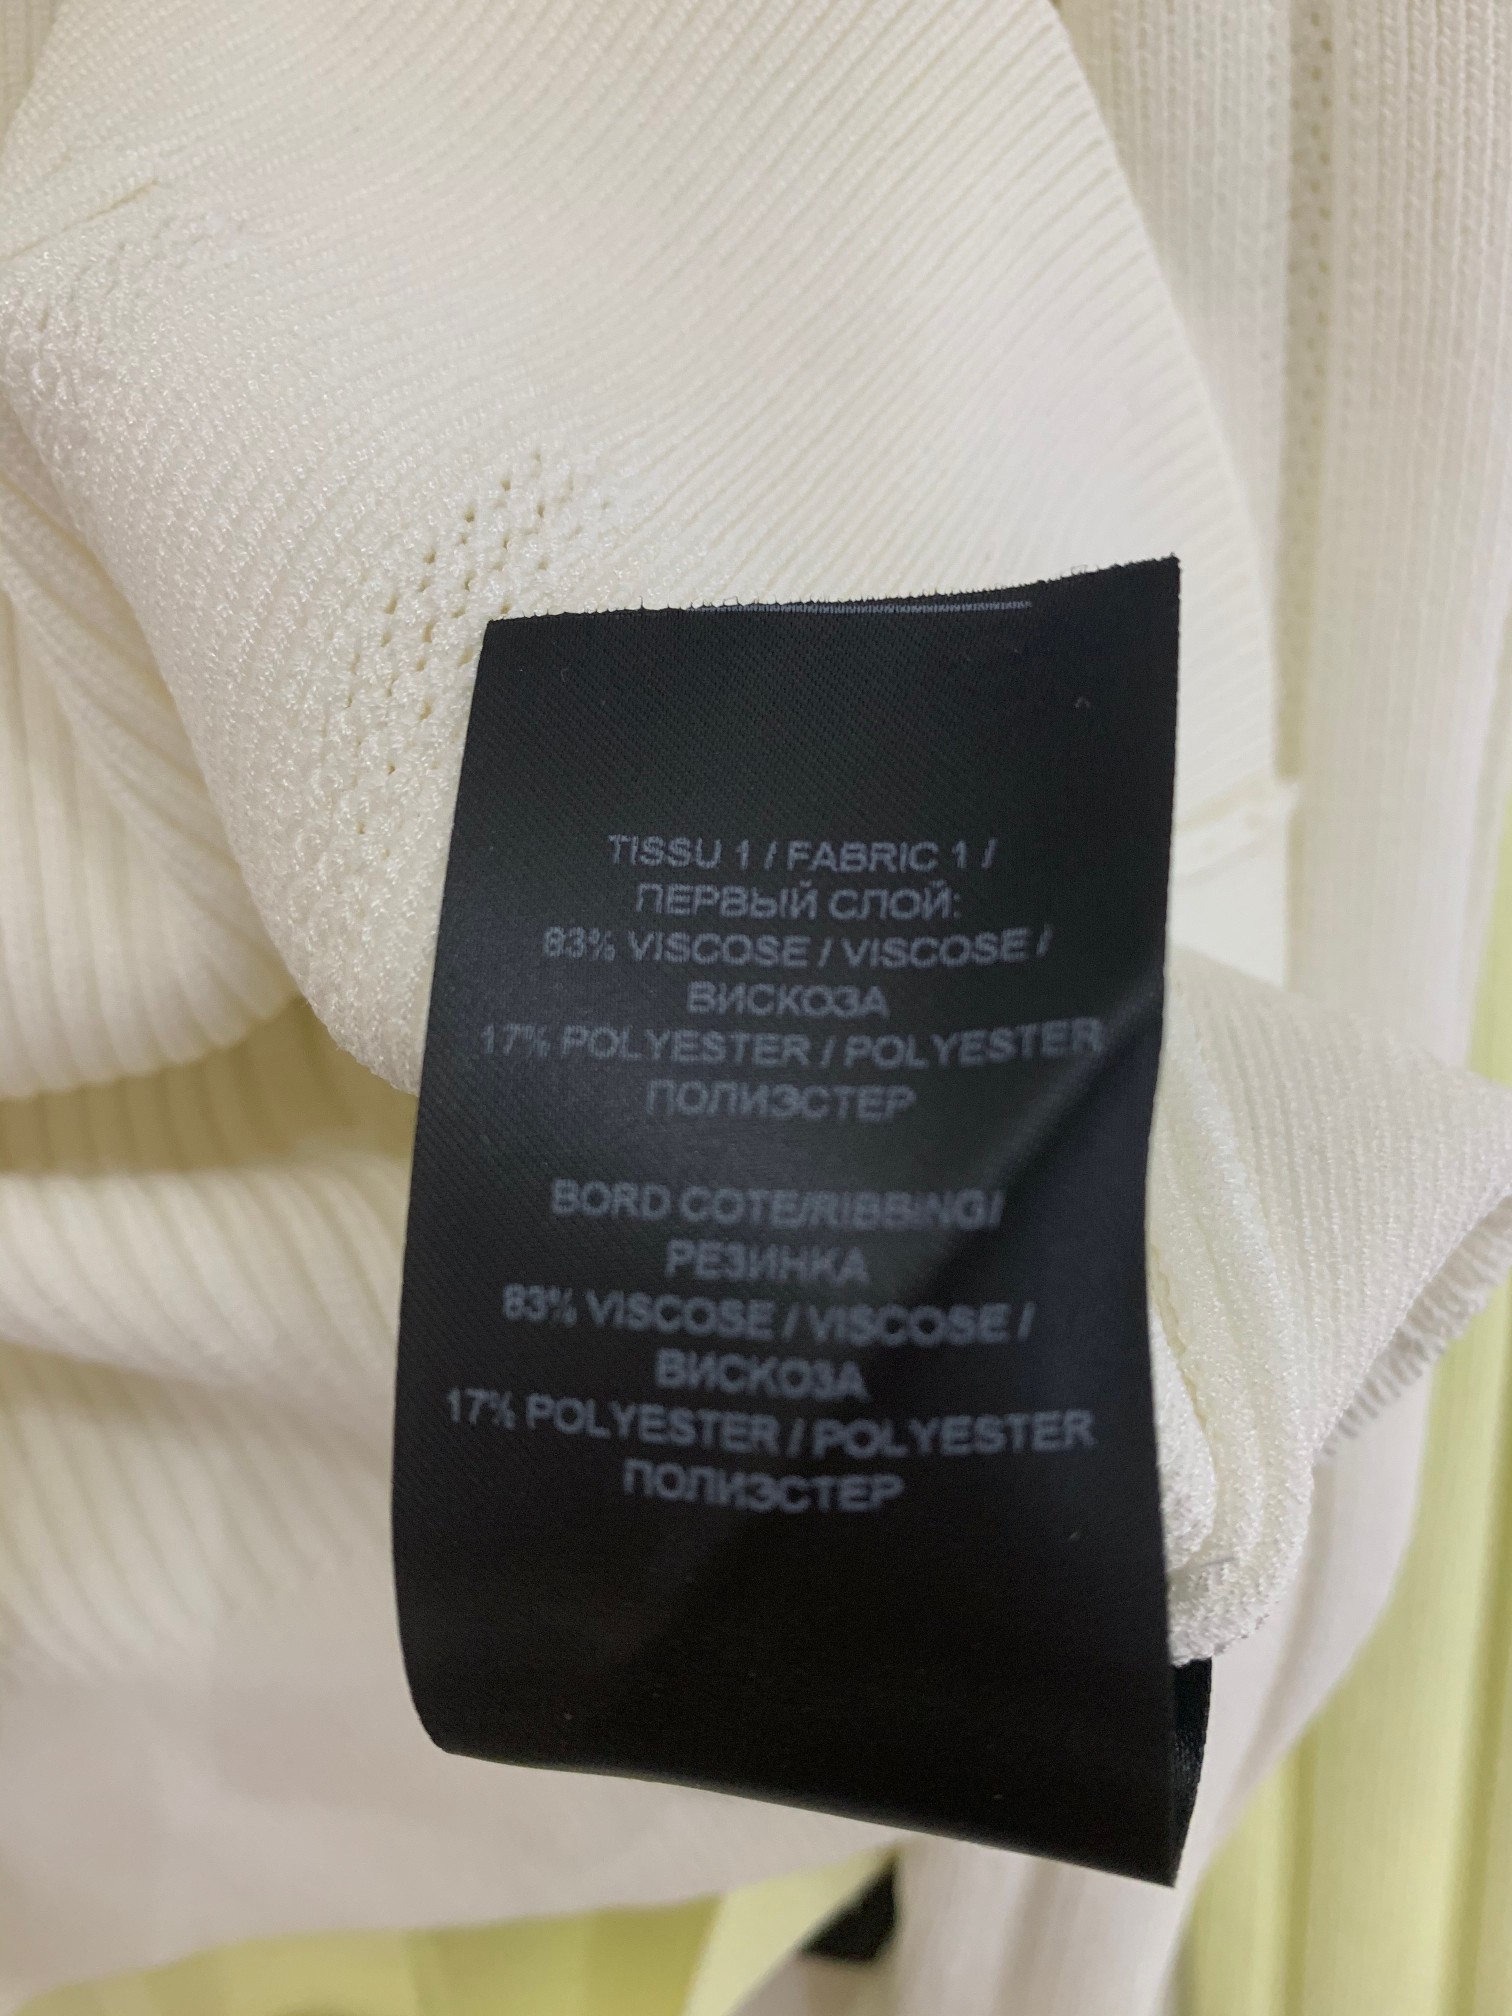 TISSU 1 / FABRIC 1 /
ПЕРВЫЙ СЛОЙ:
83% VISCOSE / VISCOSE /
ВИСКОЗА
17% POLYESTER / POLYESTER
ПОЛИЭСТЕР
BORD COTE/RIBBING/
РЕЗИНКА
83% VISCOSE / VISCOSE /
ВИСКОЗА
17% POLYESTER / POLYESTER
ПОЛИЭСТЕР